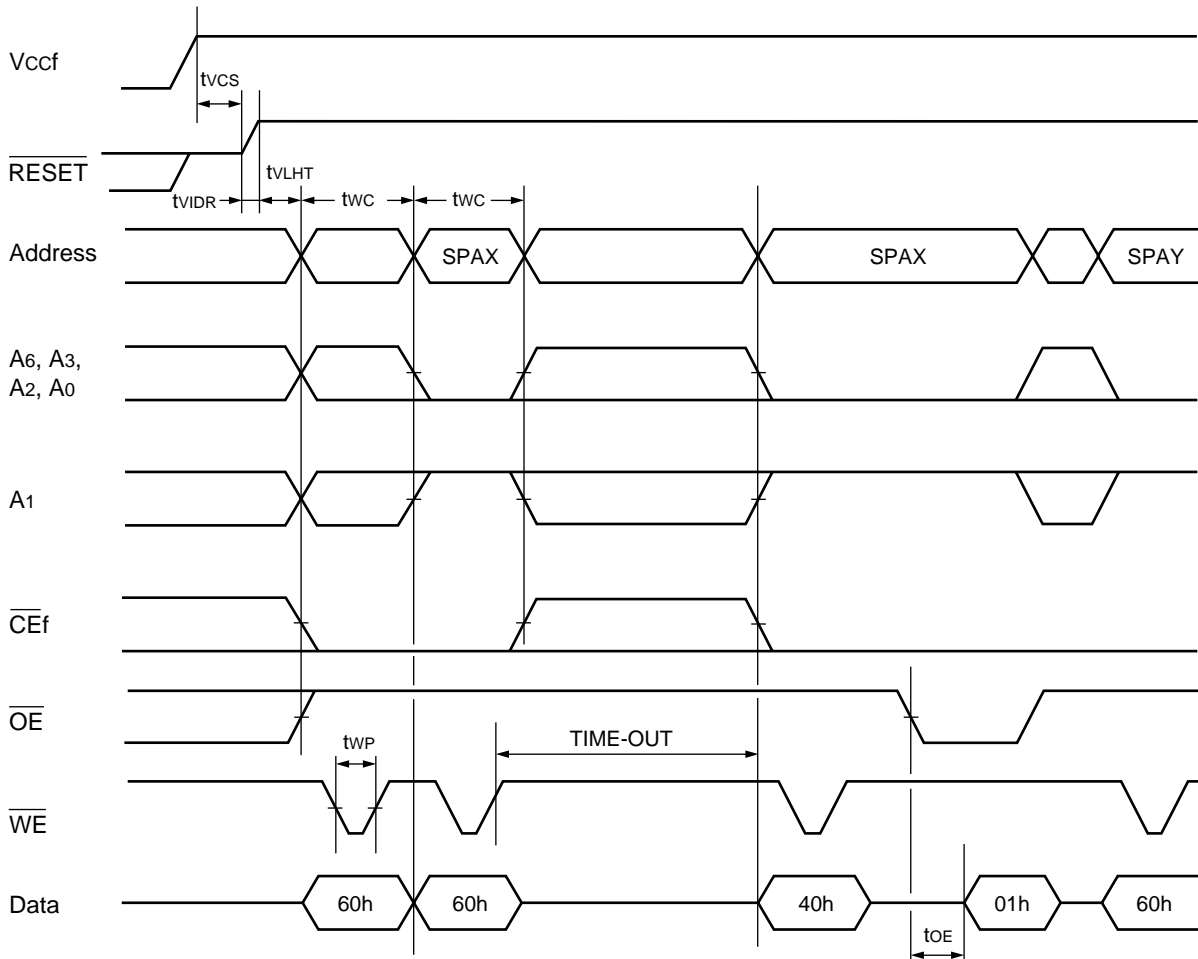 Vccf
tVCS
RESET
tVLHT
tVIDR
tWC
tWC
Address
SPAX
SPAX
SPAY
A6, A3,
A2, A0
A1
CEf
OE
TIME-OUT
tWP
WE
Data
60h
60h
40h
01h
60h
tOE